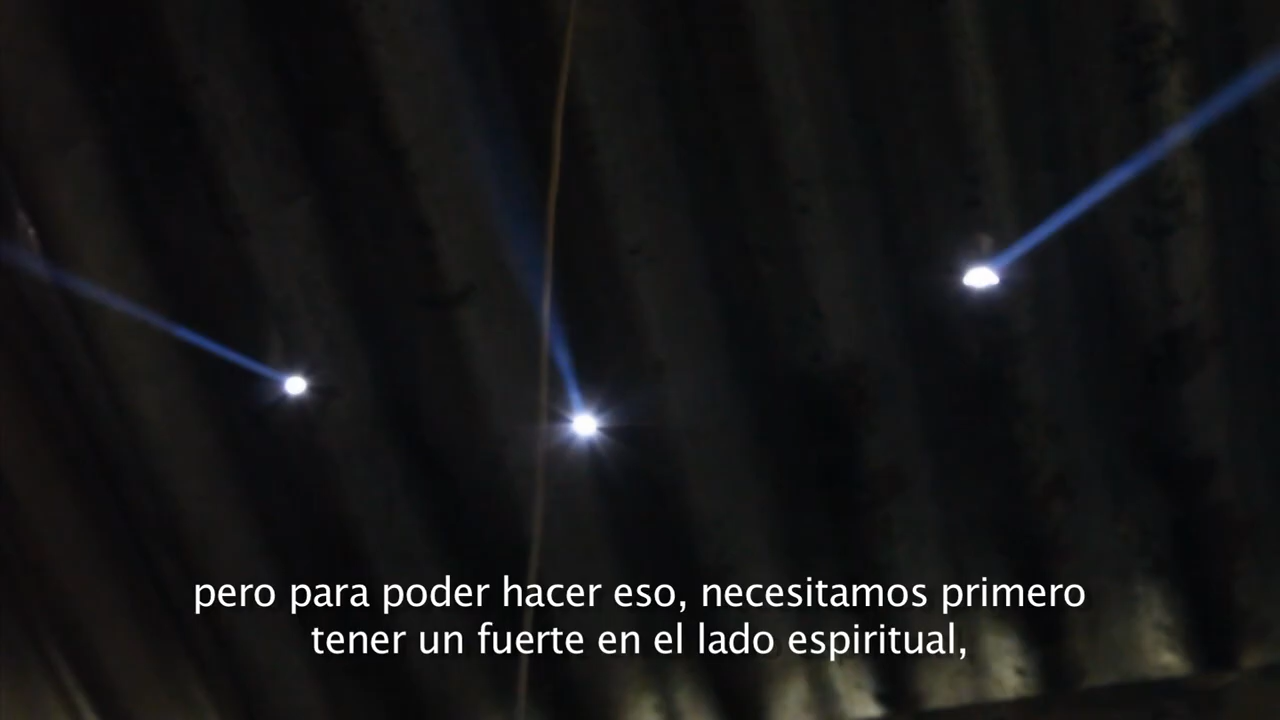 pero para poder hacer eso, necesitamos primero
tener un fuerte en el lado espiritual,